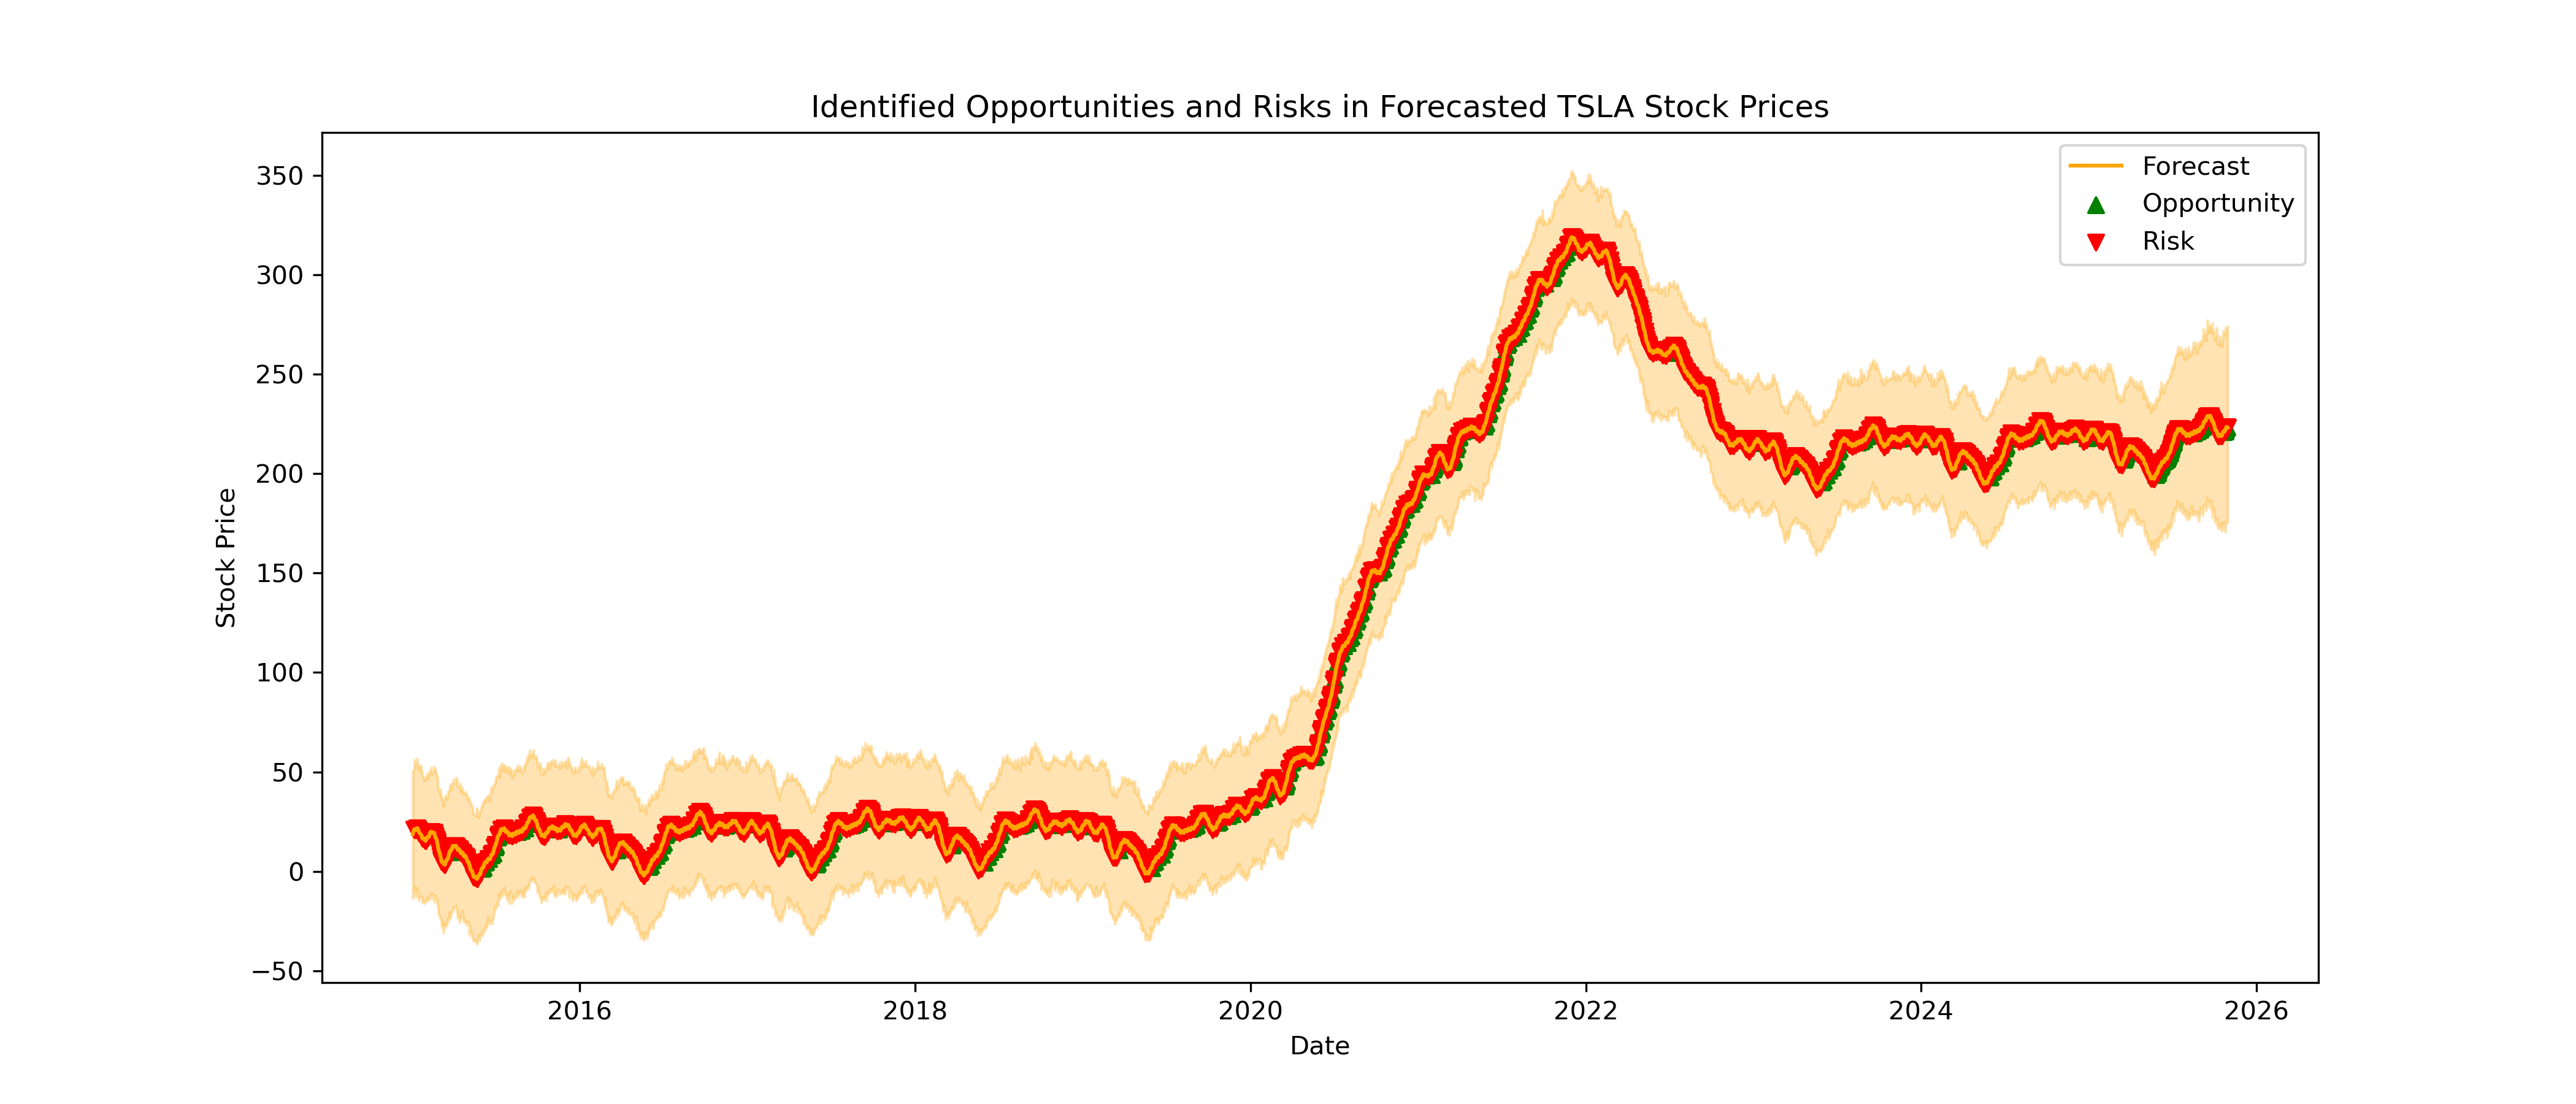 Identified Opportunities and Risks in Forecasted TSLA Stock Prices
Forecast
Opportunity
Risk
350
300
250
200
150
100
50
0
−50
Stock Price
2016
2018
2020
2022
2024
2026
Date